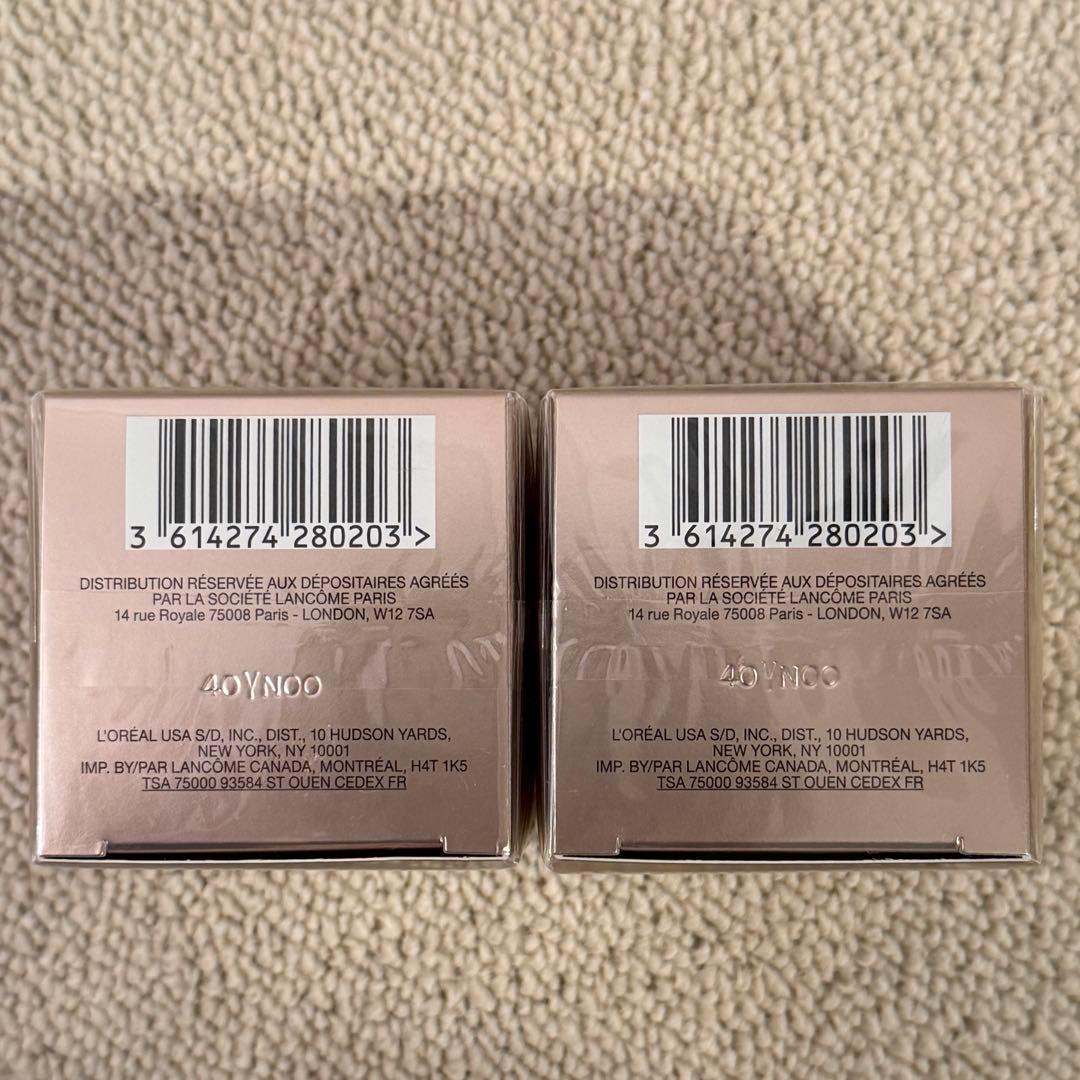 3 614274 280203 >
DISTRIBUTION RÉSERVÉE AUX DÉPOSITAIRES AGRÉÉS
PAR LA SOCIÉTÉ LANCÔME PARIS
14 rue Royale 75008 Paris - LONDON, W12 7SA
40YN00
L'ORÉAL USA S/D, INC., DIST., 10 HUDSON YARDS,
NEW YORK, NY 10001
IMP. BY/PAR LANCÔME CANADA, MONTRÉAL, H4T 1K5
TSA 75000 93584 ST OUEN CEDEX FR
3 614274 280203 >
DISTRIBUTION RÉSERVÉE AUX DÉPOSITAIRES AGRÉÉS
PAR LA SOCIÉTÉ LANCÔME PARIS
14 rue Royale 75008 Paris - LONDON, W12 7SA
40YN00
L'ORÉAL USA S/D, INC., DIST., 10 HUDSON YARDS,
NEW YORK, NY 10001
IMP. BY/PAR LANCÔME CANADA, MONTRÉAL, H4T 1K5
TSA 75000 93584 ST OUEN CEDEX FR